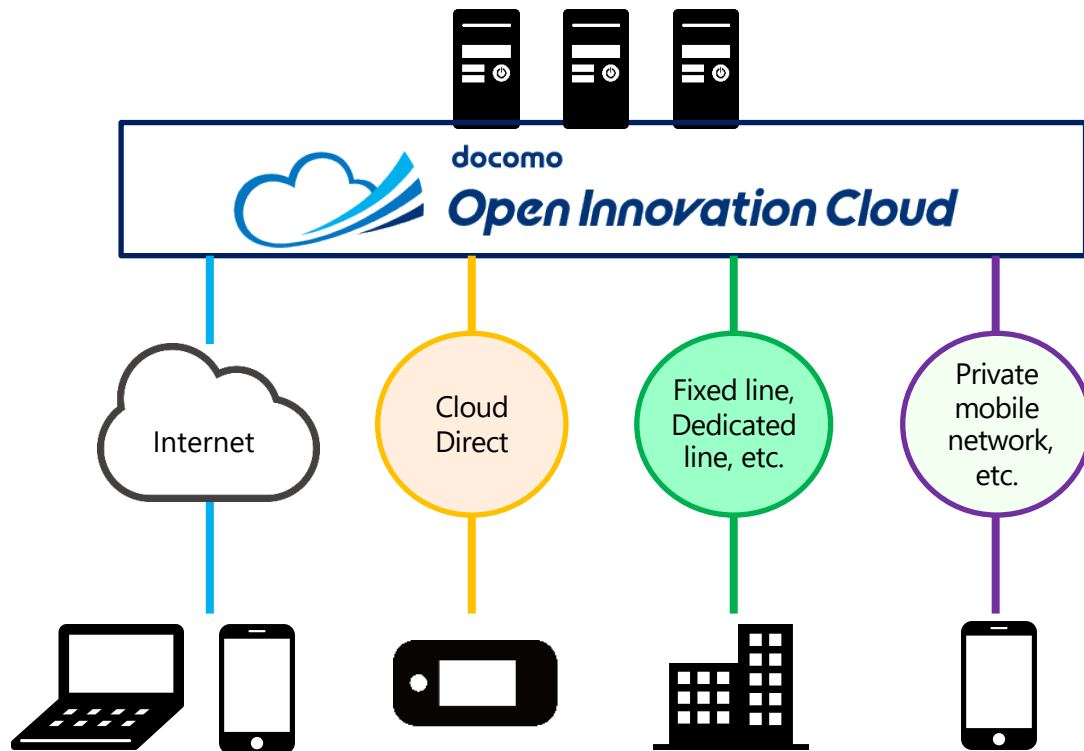 docomo
Open Innovation Cloud
Internet
Cloud
Direct
Fixed line,
Dedicated
line, etc.
Private
mobile
network,
etc.